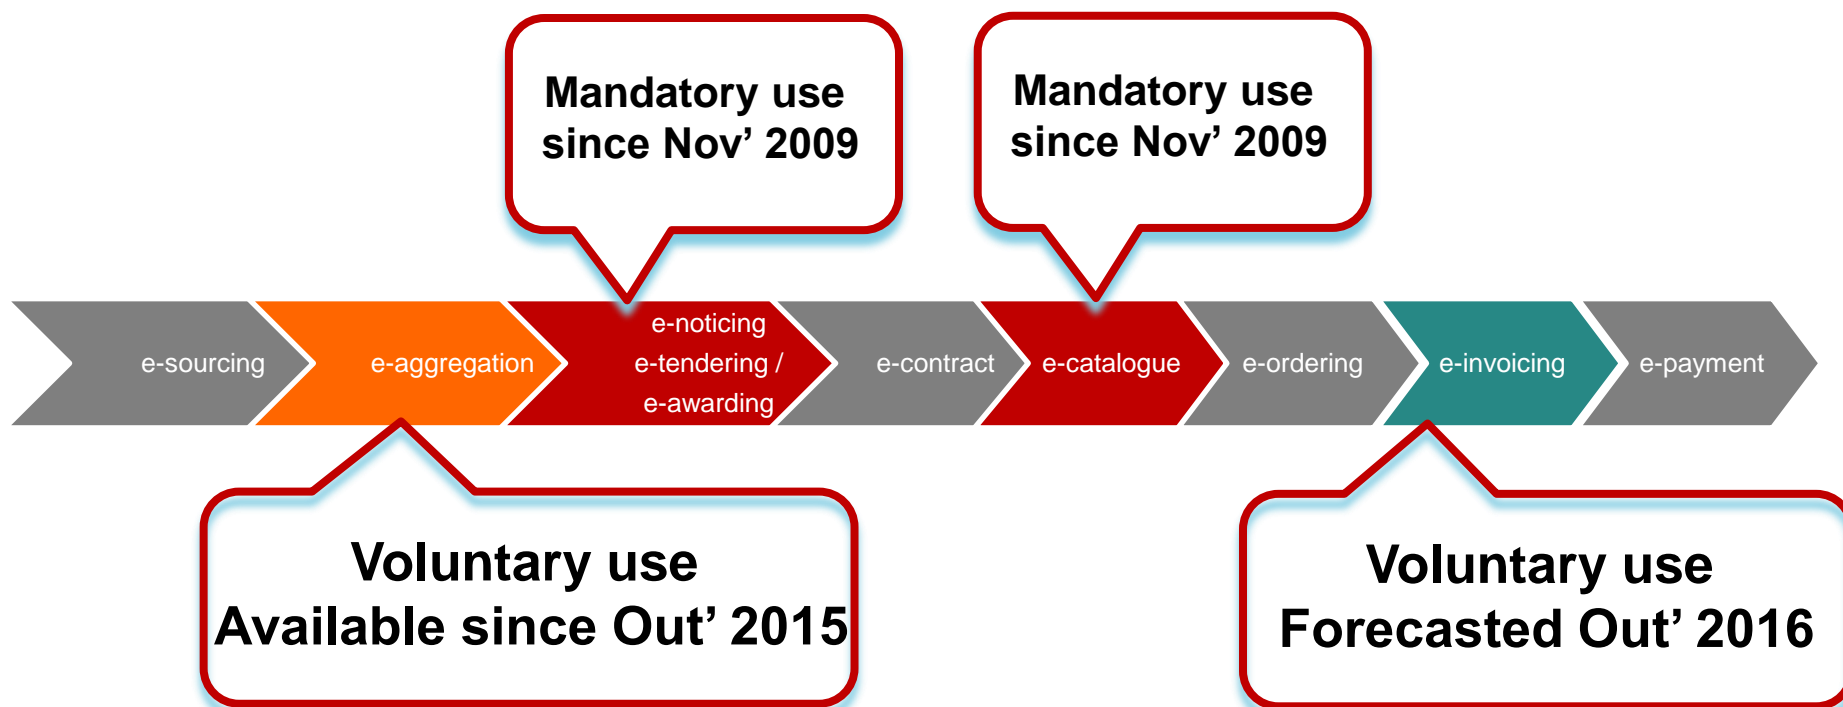 Mandatory use
since Nov’ 2009
Mandatory use
since Nov’ 2009
e-sourcing
e-aggregation
e-noticing
e-tendering /
e-awarding
e-contract
e-catalogue
e-ordering
e-invoicing
e-payment
Voluntary use
Available since Out’ 2015
Voluntary use
Forecasted Out’ 2016